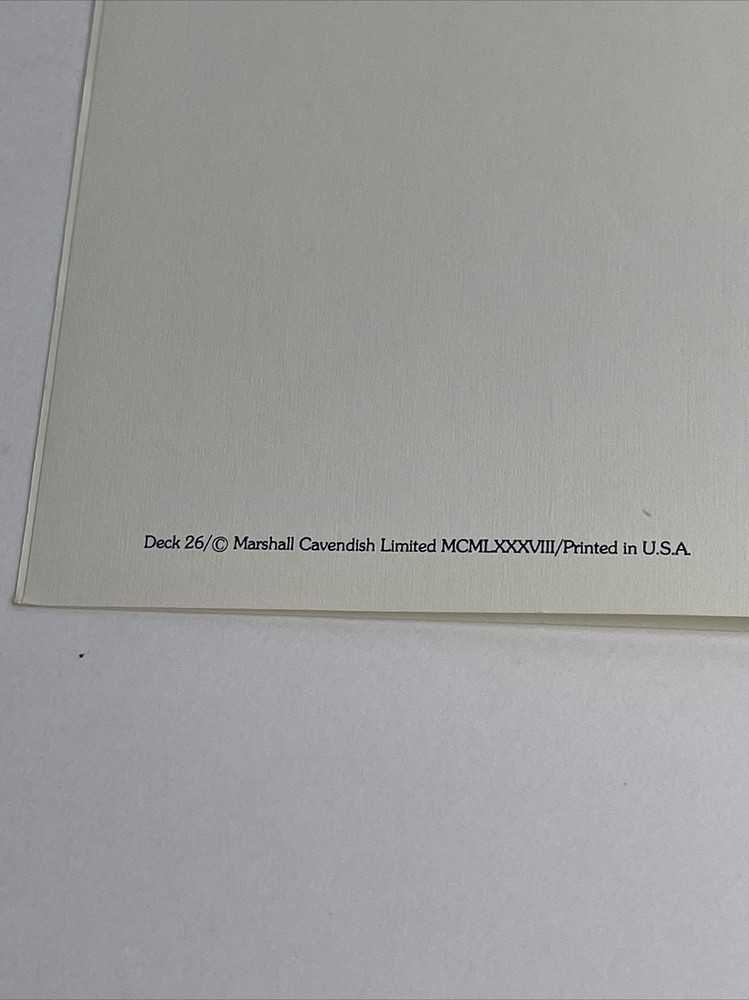 Deck 26/© Marshall Cavendish Limited MCMLXXXVIII/Printed in U.S.A.